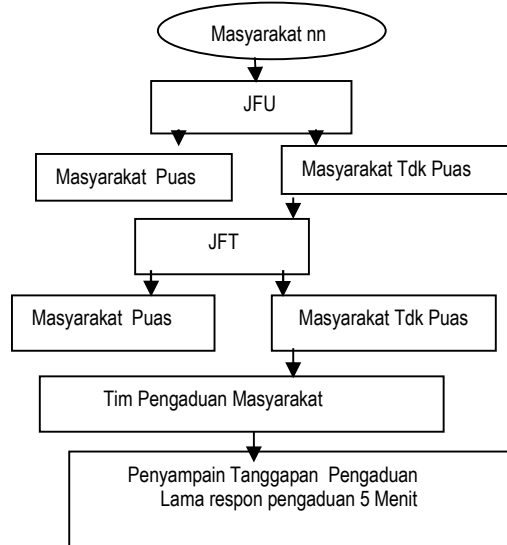 Masyarakat nn
JFU
Masyarakat Puas
Masyarakat Tdk Puas
JFT
Masyarakat Puas
Masyarakat Tdk Puas
Tim Pengaduan Masyarakat
Penyampain Tanggapan Pengaduan
Lama respon pengaduan 5 Menit